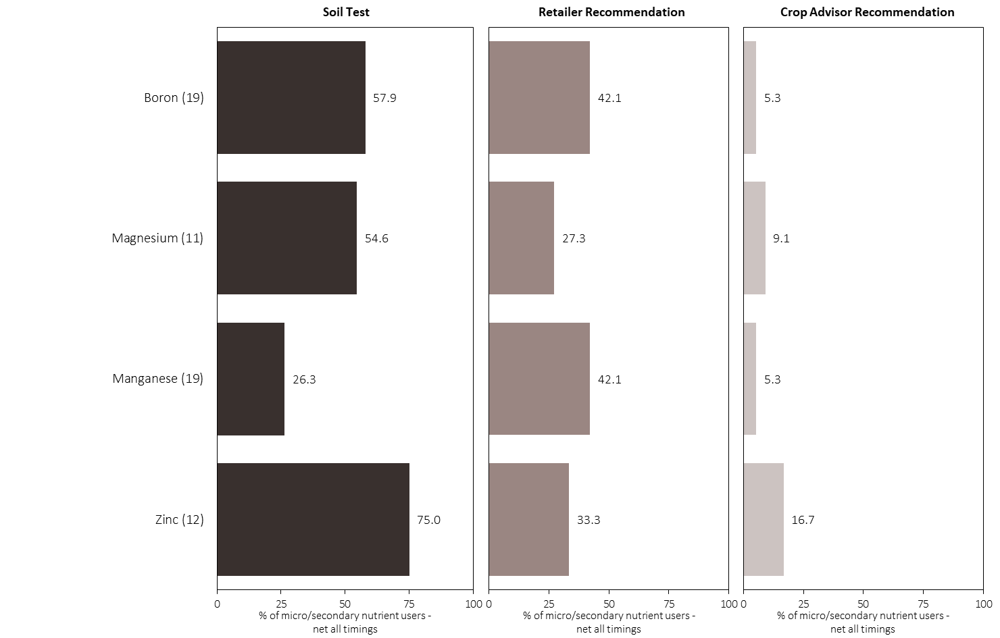 Soil Test
Retailer Recommendation
Crop Advisor Recommendation
Boron (19)
57.9
42.1
5.3
Magnesium (11)
54.6
27.3
9.1
Manganese (19)
26.3
42.1
5.3
Zinc (12)
75.0
33.3
16.7
0 25 50 75 100
0 25 50 75 100
0 25 50 75 100
% of micro/secondary nutrient users -
net all timings
% of micro/secondary nutrient users -
net all timings
% of micro/secondary nutrient users -
net all timings